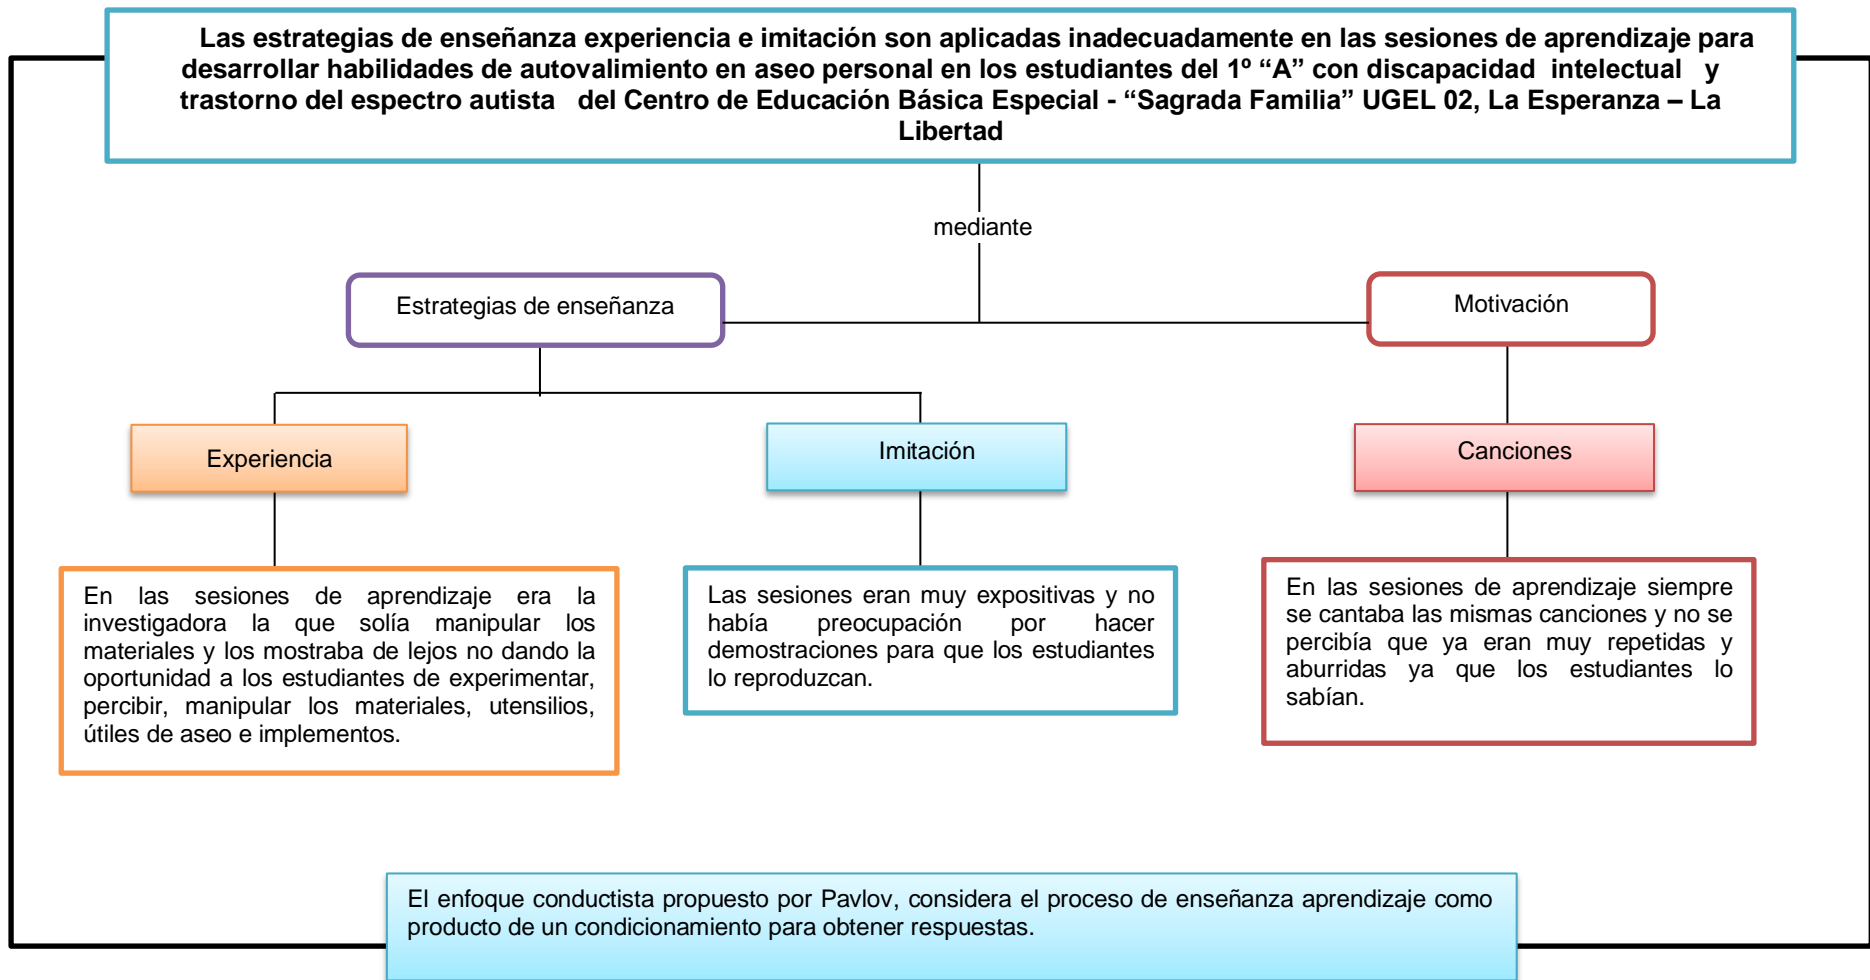 Las estrategias de enseñanza experiencia e imitación son aplicadas inadecuadamente en las sesiones de aprendizaje para
desarrollar habilidades de autovalimiento en aseo personal en los estudiantes del 1º “A” con discapacidad intelectual y
trastorno del espectro autista del Centro de Educación Básica Especial - “Sagrada Familia” UGEL 02, La Esperanza – La
Libertad
mediante
Estrategias de enseñanza
Motivación
Experiencia
Imitación
Canciones
En las sesiones de aprendizaje era la
investigadora la que solía manipular los
materiales y los mostraba de lejos no dando la
oportunidad a los estudiantes de experimentar,
percibir, manipular los materiales, utensilios,
útiles de aseo e implementos.
Las sesiones eran muy expositivas y no
había preocupación por hacer
demostraciones para que los estudiantes
lo reproduzcan.
En las sesiones de aprendizaje siempre
se cantaba las mismas canciones y no se
percibía que ya eran muy repetidas y
aburridas ya que los estudiantes lo
sabían.
El enfoque conductista propuesto por Pavlov, considera el proceso de enseñanza aprendizaje como
producto de un condicionamiento para obtener respuestas.